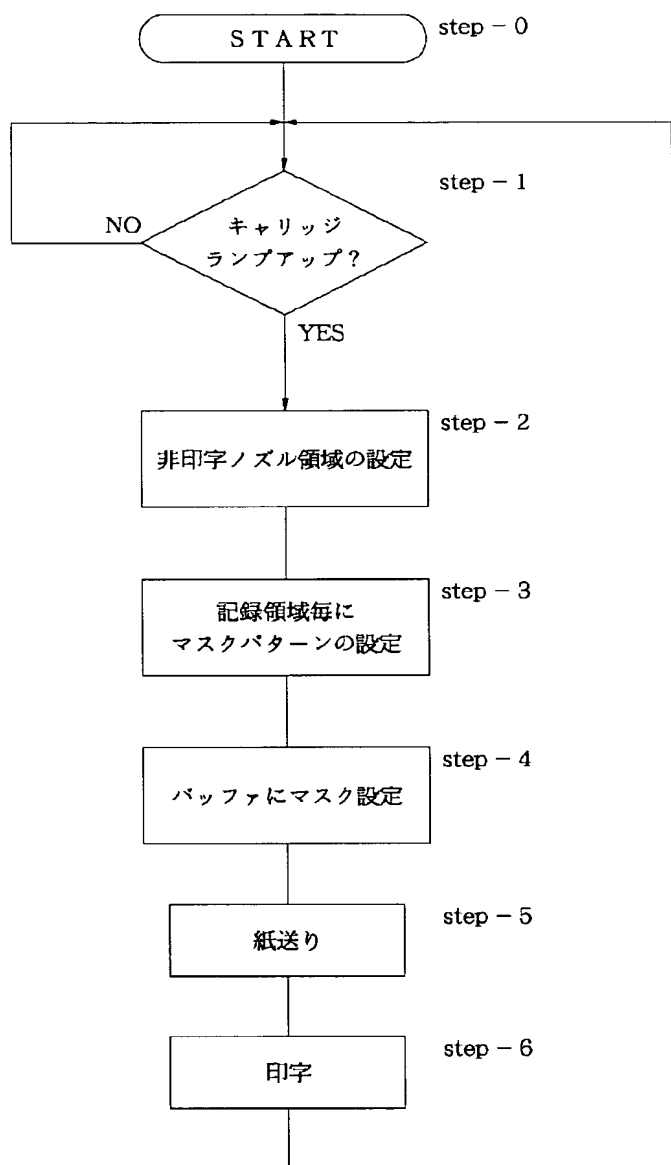 START
step-0
step-1
キャリッジ
ランプアップ?
NO
YES
step-2
非印字ノズル領域の設定
step-3
記録領域毎に
マスクパターンの設定
step-4
バッファにマスク設定
step-5
紙送り
step-6
印字